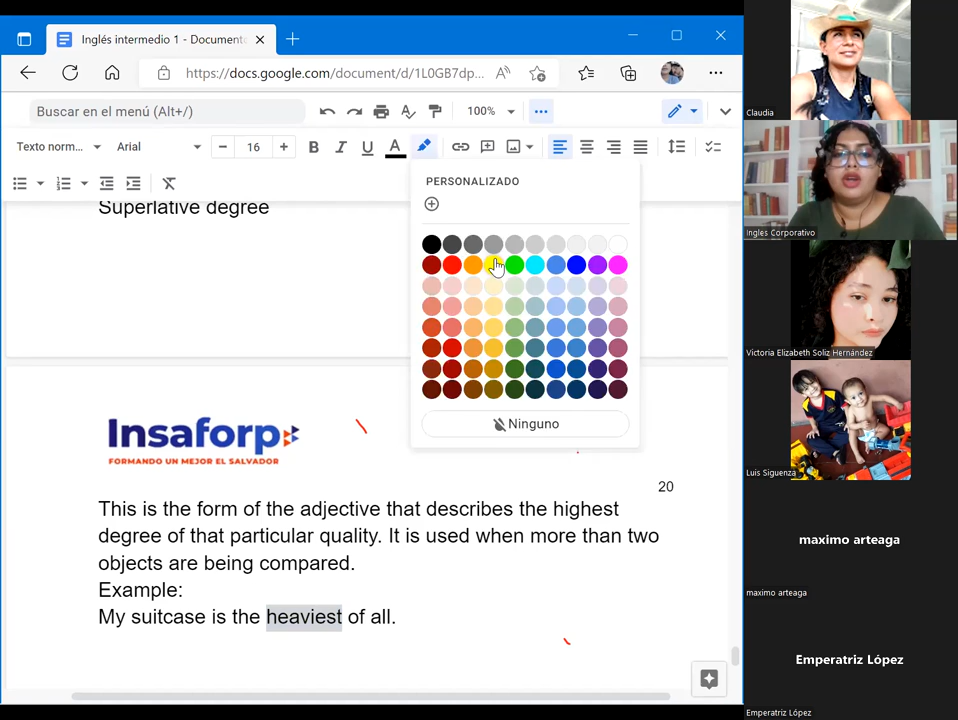 Inglés intermedio 1 - Documento
https://docs.google.com/document/d/1L0GB7dp...
Buscar en el menú (Alt+/)
100%
Texto norm...
Arial
16
PERSONALIZADO
Ninguno
Superlative degree
Insaforp
FORMANDO UN MEJOR EL SALVADOR
20
This is the form of the adjective that describes the highest
degree of that particular quality. It is used when more than two
objects are being compared.
Example:
My suitcase is the heaviest of all.
Claudia
Ingles Corporativo
Victoria Elizabeth Soliz Hernández
Luis Siguenza
maximo arteaga
maximo arteaga
Emperatriz López
Emperatriz López